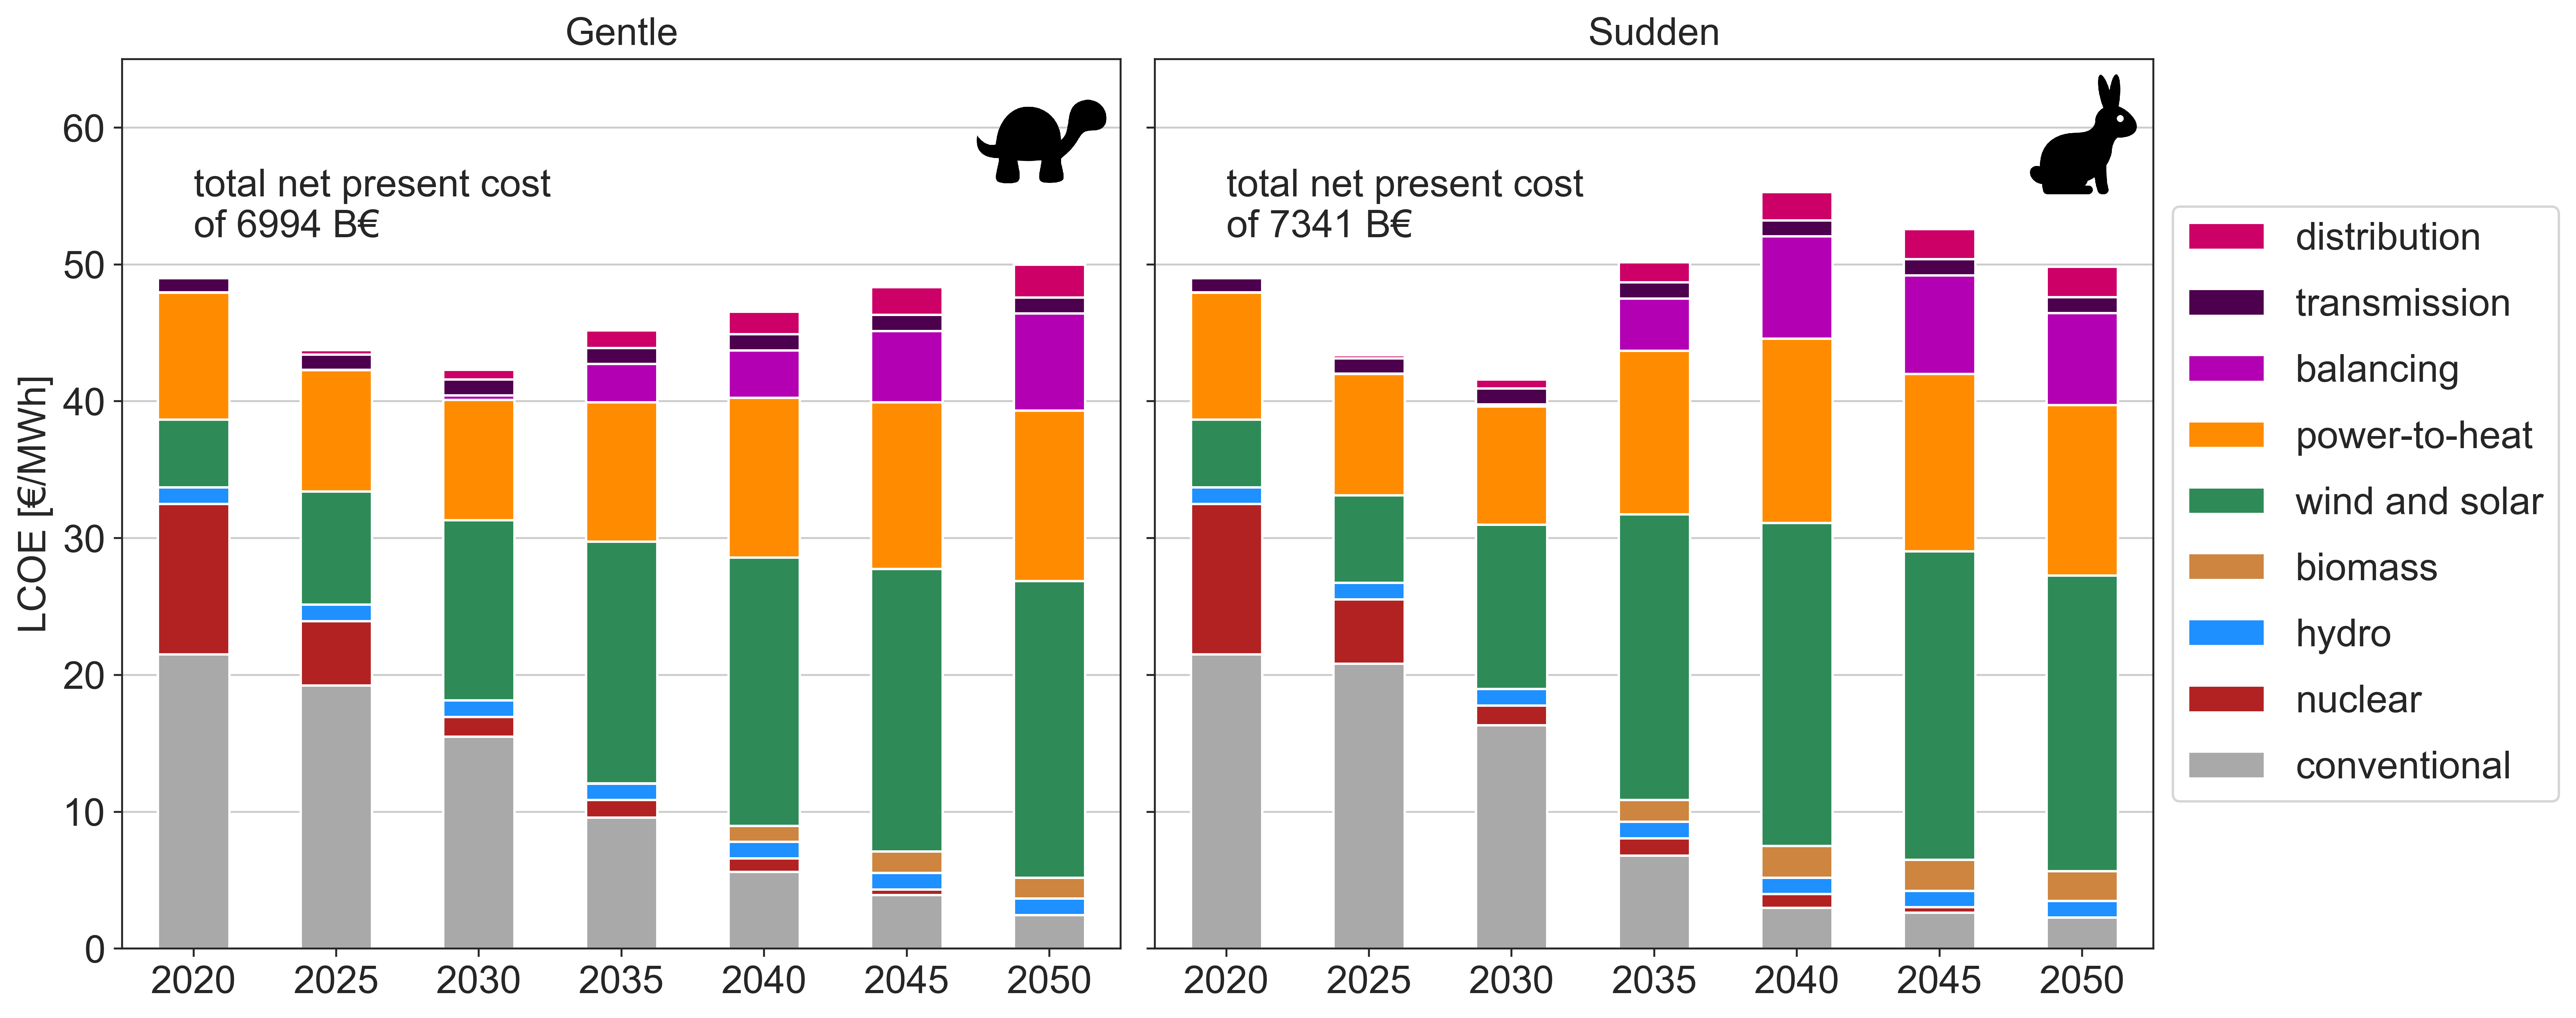 Gentle
Sudden
total net present cost
of 6994 B€
total net present cost
of 7341 B€
LCOE [€/MWh]
60
50
40
30
20
10
0
2020 2025 2030 2035 2040 2045 2050
2020 2025 2030 2035 2040 2045 2050
distribution
transmission
balancing
power-to-heat
wind and solar
biomass
hydro
nuclear
conventional